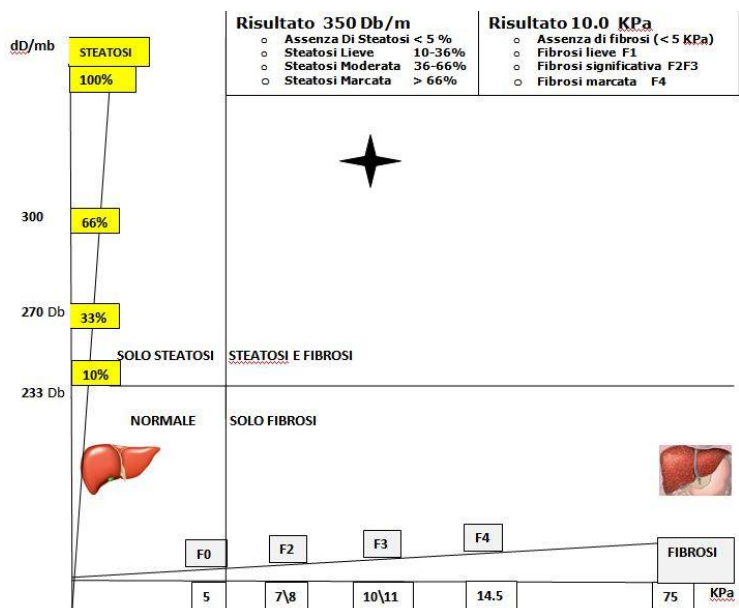 dD/mb
STEATOSI
100%
Risultato 350 Db/m
o Assenza Di Steatosi < 5 %
o Steatosi Lieve 10-36%
o Steatosi Moderata 36-66%
o Steatosi Marcata > 66%
Risultato 10.0 KPa
o Assenza di fibrosi (< 5 KPa)
o Fibrosi lieve F1
o Fibrosi significativa F2F3
o Fibrosi marcata F4
300
66%
270 Db
33%
SOLO STEATOSI
STEATOSI E FIBROSI
10%
233 Db
NORMALE
SOLO FIBROSI
F0
F2
F3
F4
FIBROSI
5
7\8
10\11
14.5
75
KPa